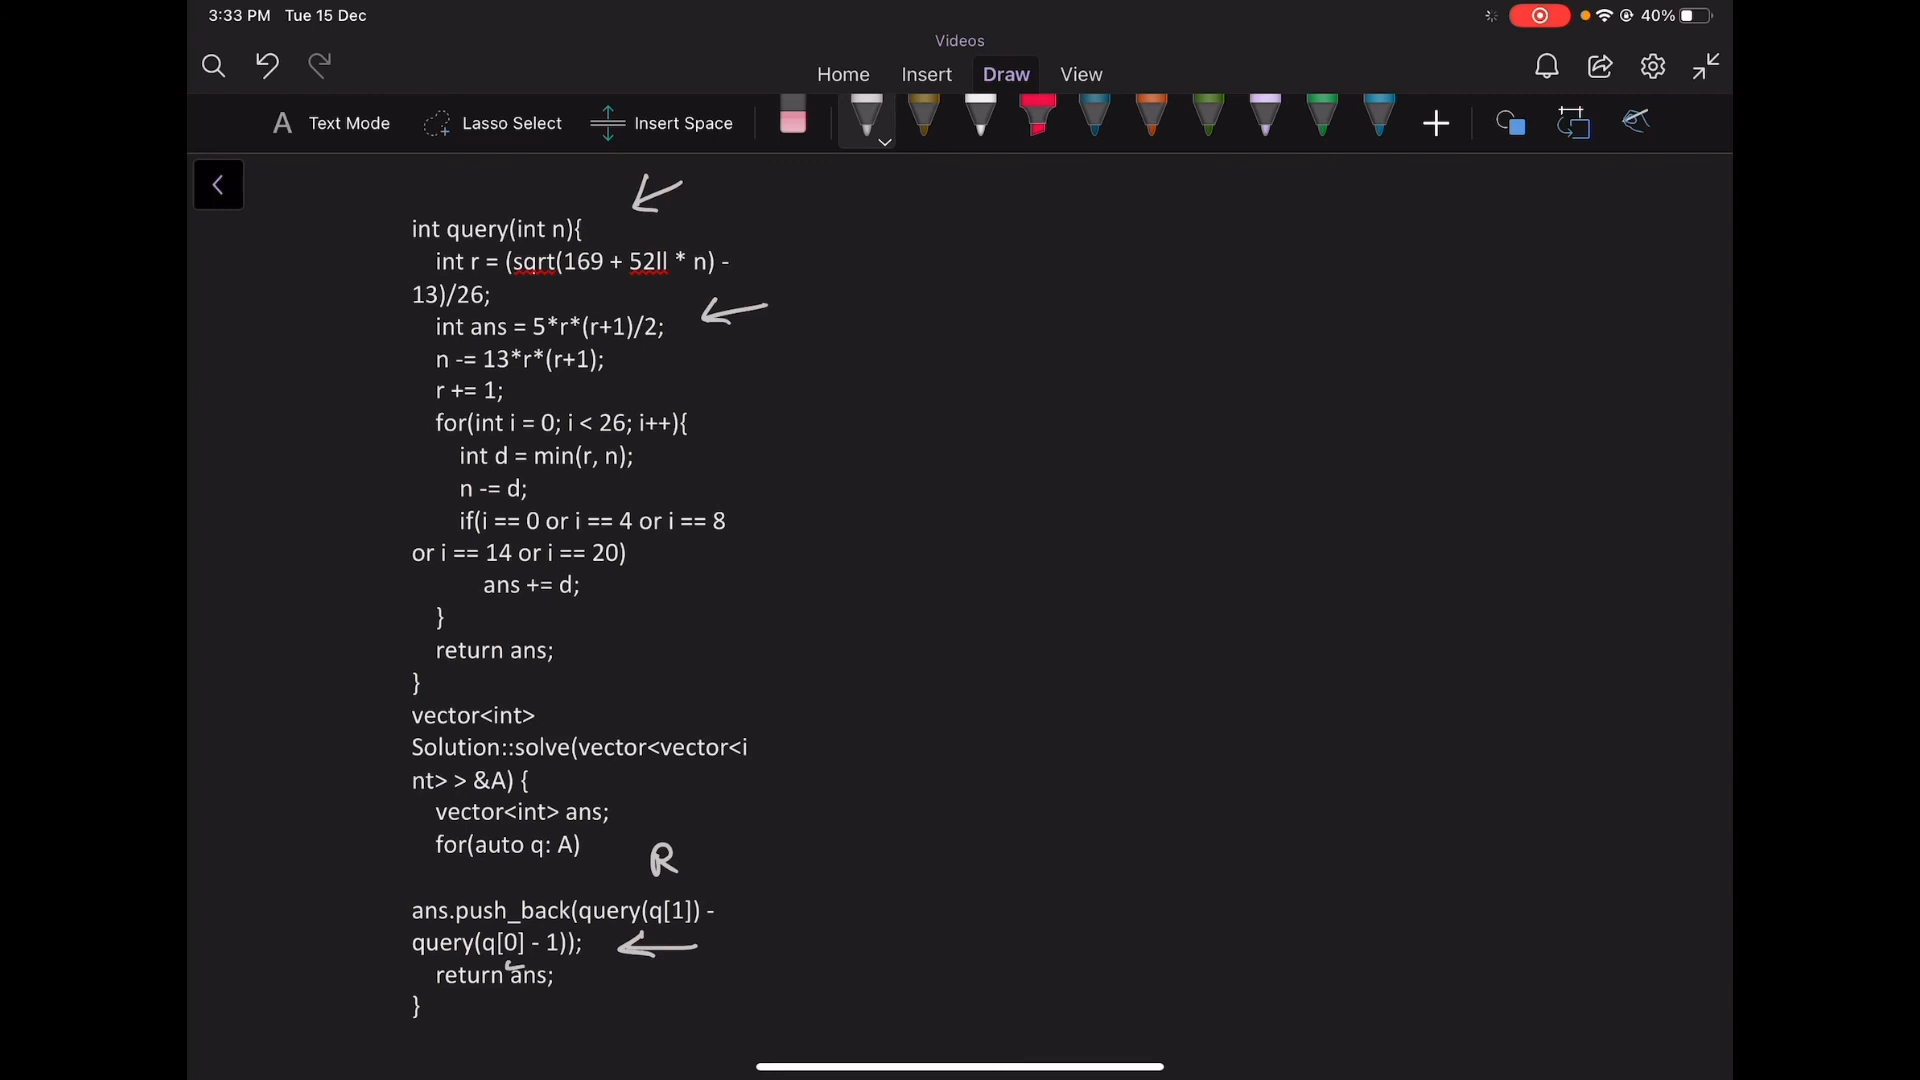 3:33 PM Tue 15 Dec 40%
Videos
Home Insert Draw View
A Text Mode Lasso Select Insert Space
int query(int n){
int r = (sqrt(169 + 52ll * n) -
13)/26;
int ans = 5*r*(r+1)/2;
n -= 13*r*(r+1);
r += 1;
for(int i = 0; i < 26; i++){
int d = min(r, n);
n -= d;
if(i == 0 or i == 4 or i == 8
or i == 14 or i == 20)
ans += d;
}
return ans;
}
vector<int>
Solution::solve(vector<vector<i
nt> > &A) {
vector<int> ans;
for(auto q: A)
R
ans.push_back(query(q[1]) -
query(q[0] - 1));
return ans;
}